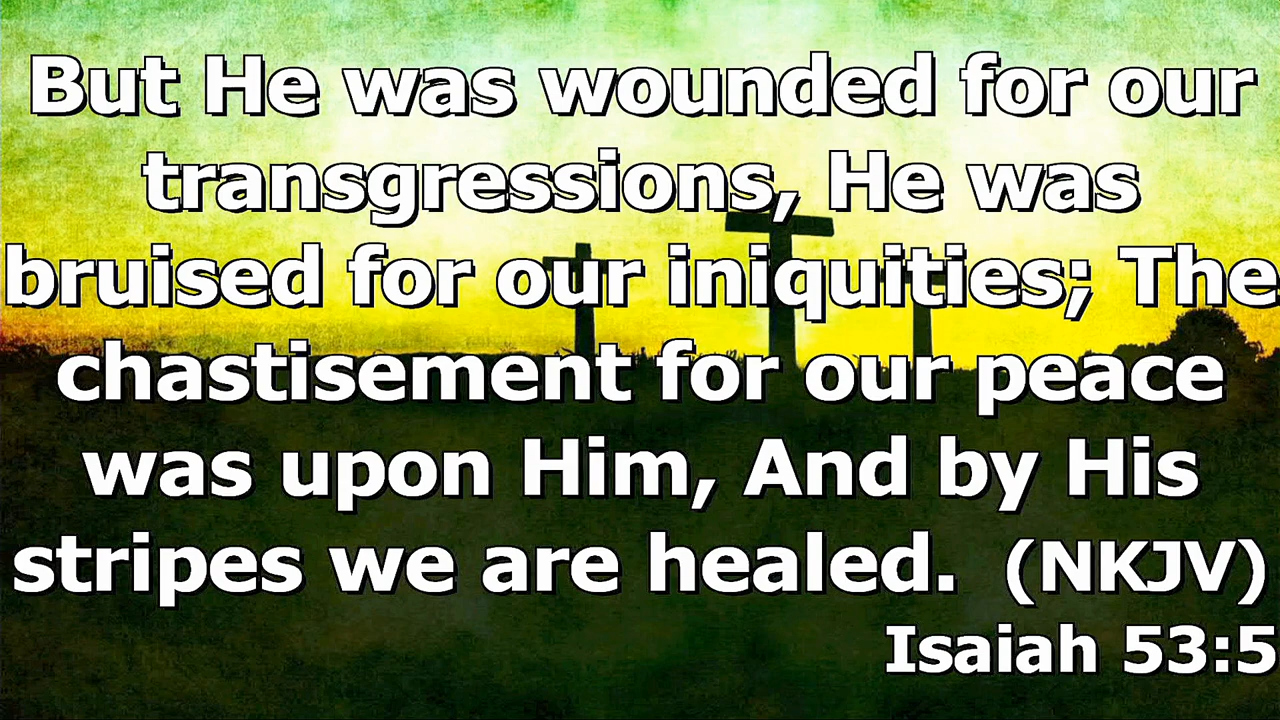 But He was wounded for our
transgressions, He was
bruised for our iniquities; The
chastisement for our peace
was upon Him, And by His
stripes we are healed.  (NKJV)
Isaiah 53:5